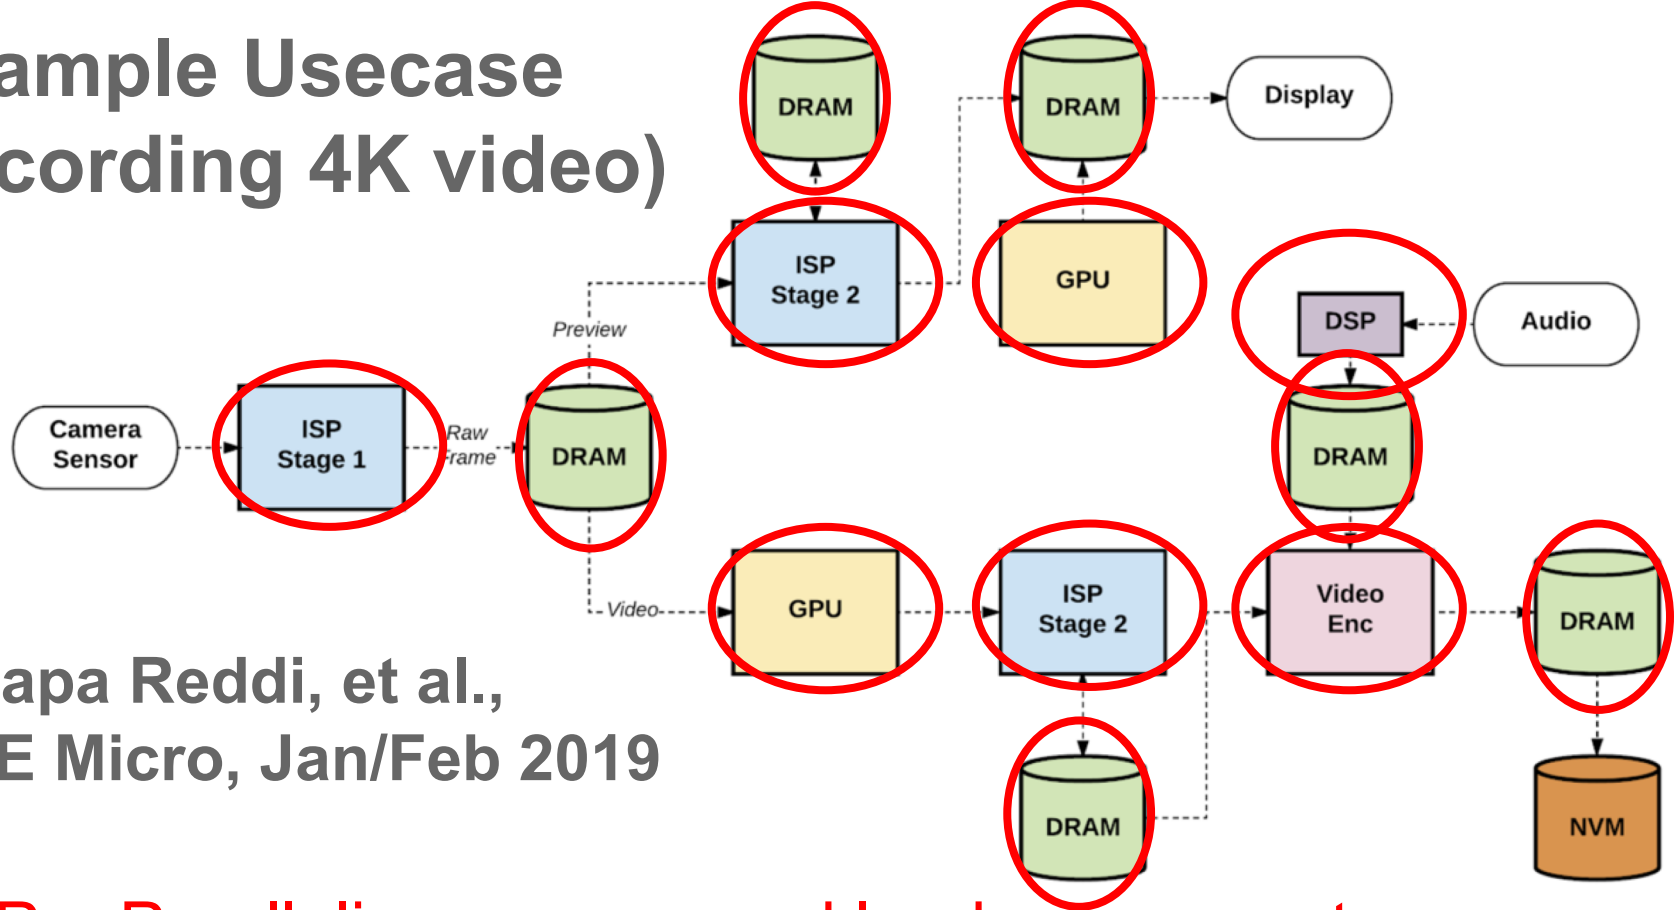 ample Usecase
cording 4K video)
DRAM
DRAM
Display
ISP
Stage 2
GPU
Preview
DSP
Audio
Camera
Sensor
ISP
Stage 1
Raw
Frame
DRAM
DRAM
Video
GPU
ISP
Stage 2
Video
Enc
DRAM
apa Reddi, et al.,
E Micro, Jan/Feb 2019
DRAM
NVM